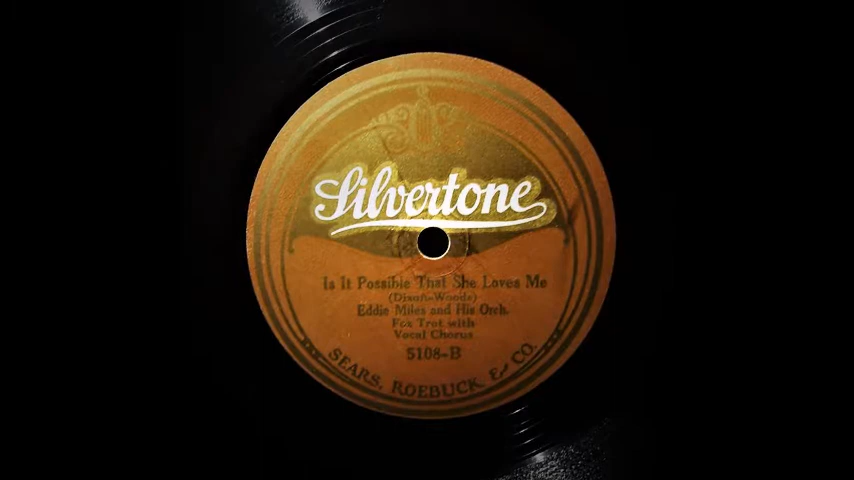 Silvertone
Is It Possible That She Loves Me
(Dixon-Woods)
Eddie Miles and His Orch.
Fox Trot with
Vocal Chorus
5108-B
SEARS, ROEBUCK & CO.